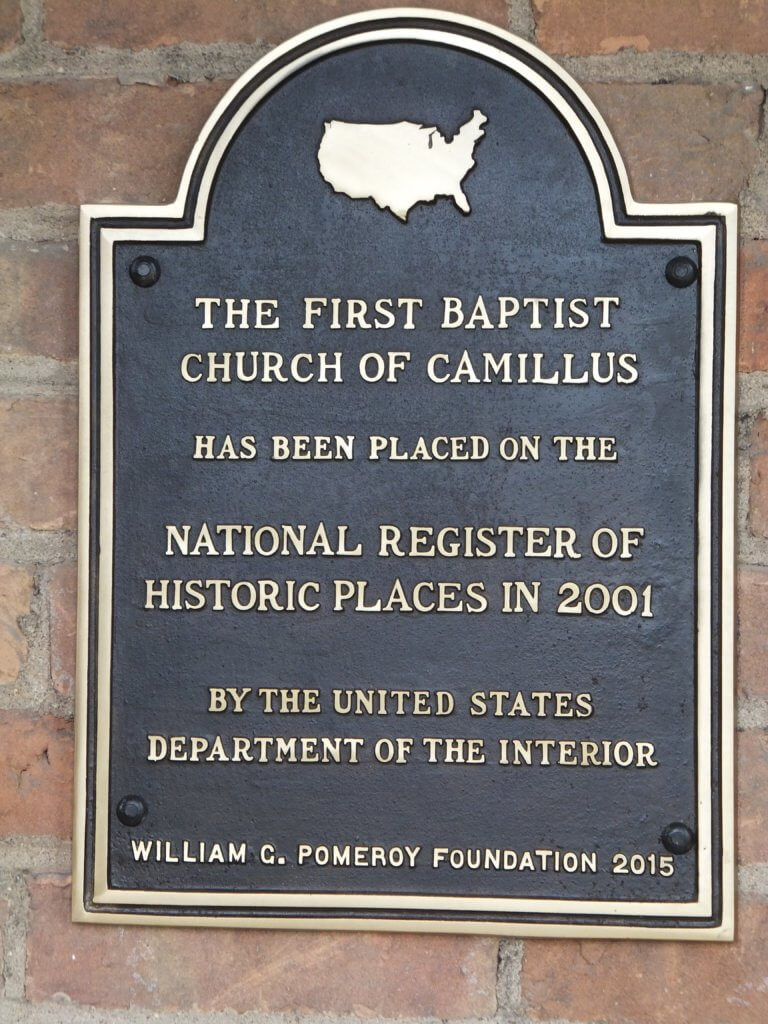 THE FIRST BAPTIST
CHURCH OF CAMILLUS
HAS BEEN PLACED ON THE
NATIONAL REGISTER OF
HISTORIC PLACES IN 2001
BY THE UNITED STATES
DEPARTMENT OF THE INTERIOR
WILLIAM G. POMEROY FOUNDATION 2015